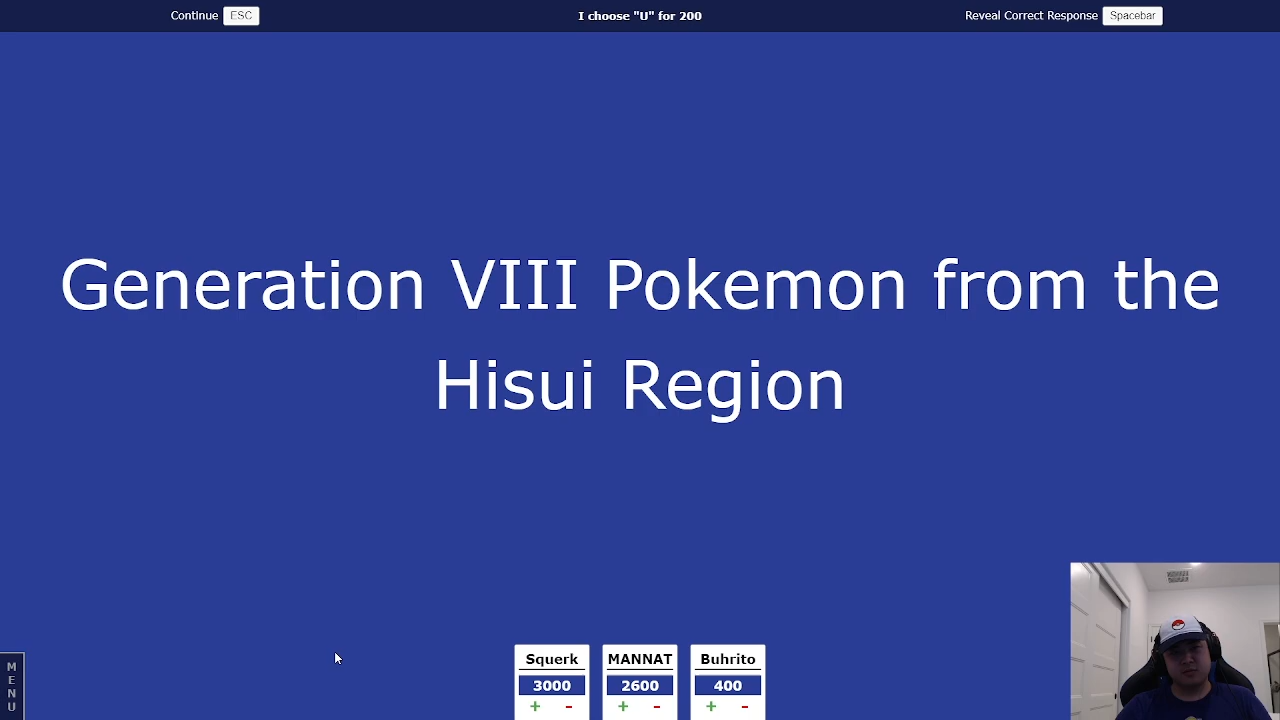 Continue ESC
I choose "U" for 200
Reveal Correct Response Spacebar
Generation VIII Pokemon from the
Hisui Region
MENU
Squerk MANNAT Buhrito
3000 2600 400
+ - + - + -